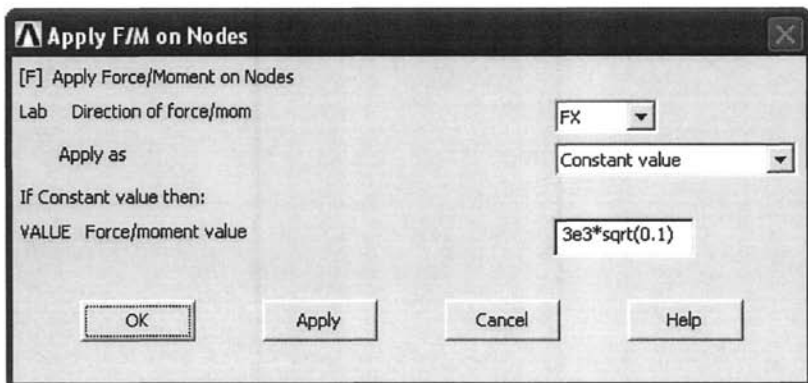 Apply F/M on Nodes
[F] Apply Force/Moment on Nodes
Lab Direction of force/mom FX
Apply as Constant value
If Constant value then:
VALUE Force/moment value 3e3*sqrt(0.1)
OK Apply Cancel Help